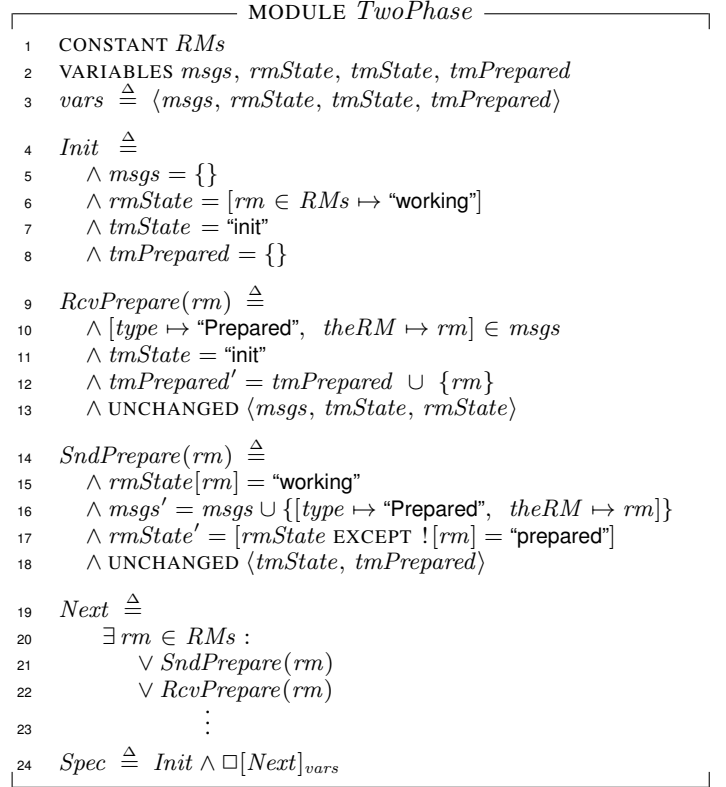 MODULE TwoPhase
1 CONSTANT RMs
2 VARIABLES msgs, rmState, tmState, tmPrepared
3 vars ≜ ⟨msgs, rmState, tmState, tmPrepared⟩
4 Init ≜
5 ∧ msgs = {}
6 ∧ rmState = [rm ∈ RMs ↦ “working”]
7 ∧ tmState = “init”
8 ∧ tmPrepared = {}
9 RcvPrepare(rm) ≜
10 ∧ [type ↦ “Prepared”, theRM ↦ rm] ∈ msgs
11 ∧ tmState = “init”
12 ∧ tmPrepared′ = tmPrepared ∪ {rm}
13 ∧ UNCHANGED ⟨msgs, tmState, rmState⟩
14 SndPrepare(rm) ≜
15 ∧ rmState[rm] = “working”
16 ∧ msgs′ = msgs ∪ {[type ↦ “Prepared”, theRM ↦ rm]}
17 ∧ rmState′ = [rmState EXCEPT ![rm] = “prepared”]
18 ∧ UNCHANGED ⟨tmState, tmPrepared⟩
19 Next ≜
20 ∃ rm ∈ RMs :
21 ∨ SndPrepare(rm)
22 ∨ RcvPrepare(rm)
23 ⋮
24 Spec ≜ Init ∧ □[Next]vars